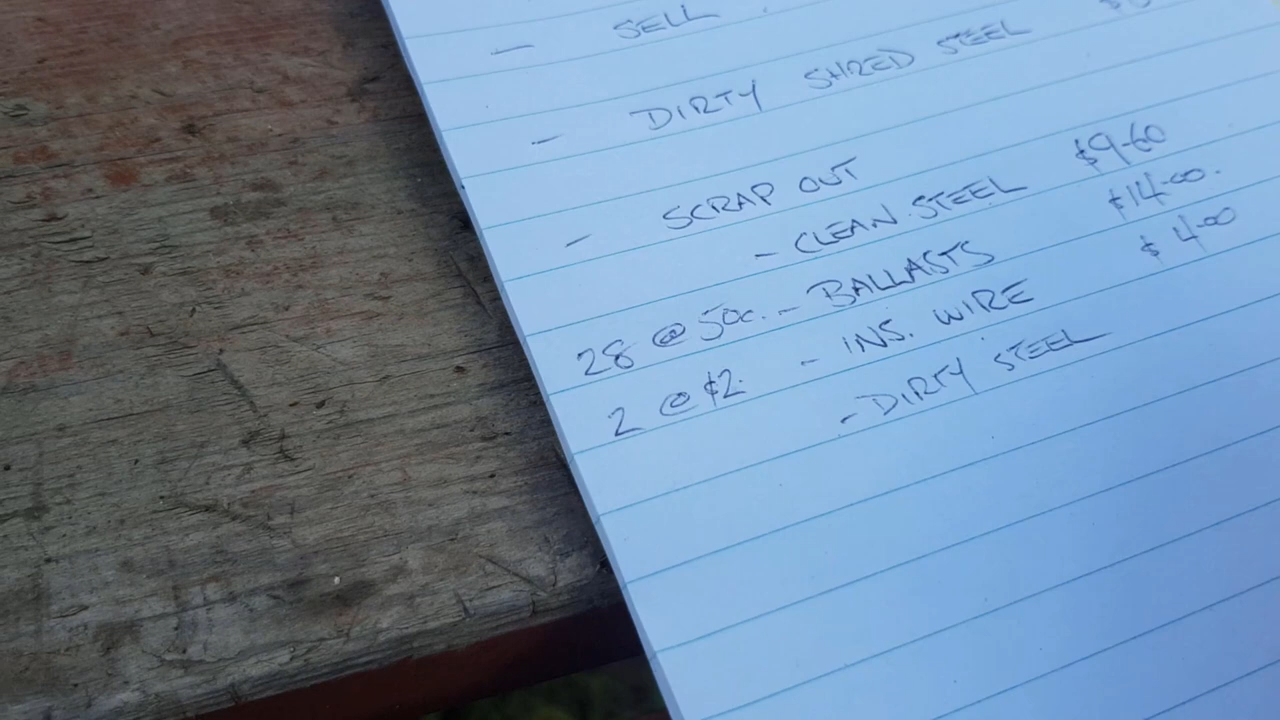 - SELL
- DIRTY SHRED STEEL
- SCRAP OUT
- CLEAN STEEL $9-60
28 @ 50c. - BALLASTS $14-00.
2 @ $2. - INS. WIRE $4-00
- DIRTY STEEL